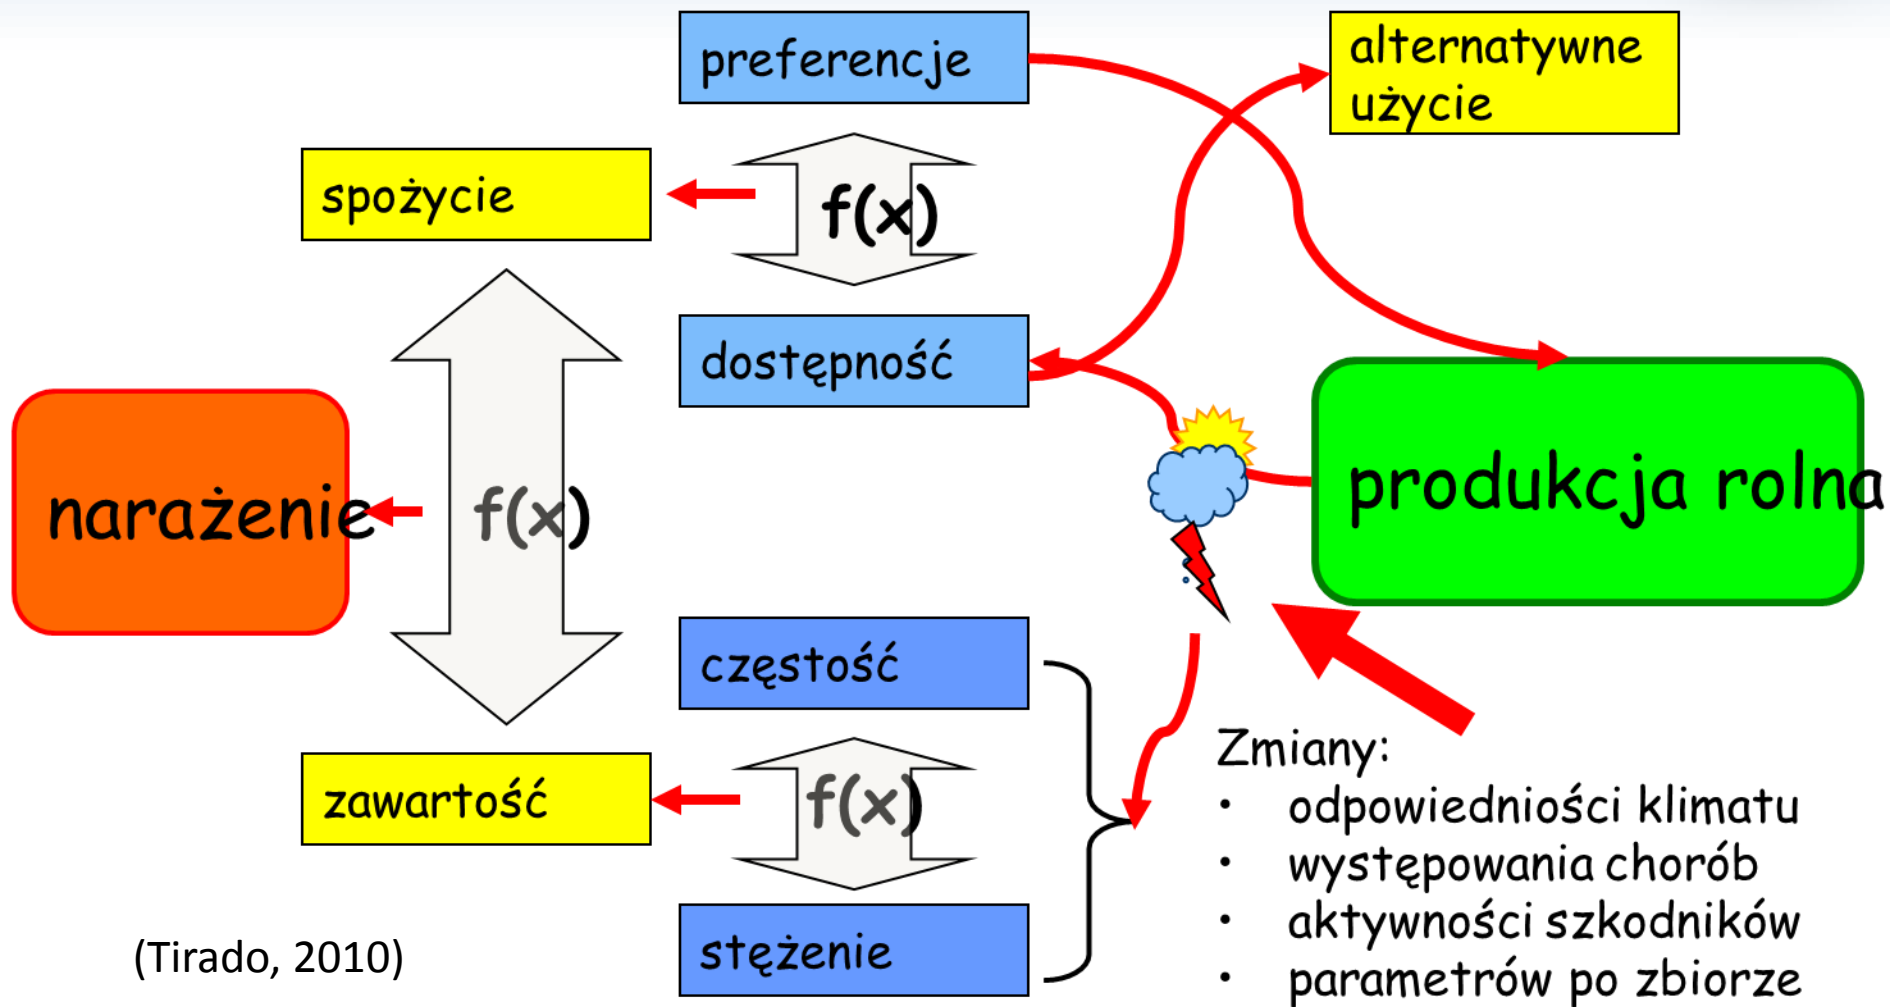 preferencje
alternatywne
użycie
spożycie
f(x)
dostępność
narażenie
f(x)
produkcja rolna
częstość
zawartość
f(x)
stężenie
Zmiany:
• odpowiedniości klimatu
• występowania chorób
• aktywności szkodników
• parametrów po zbiorze
(Tirado, 2010)